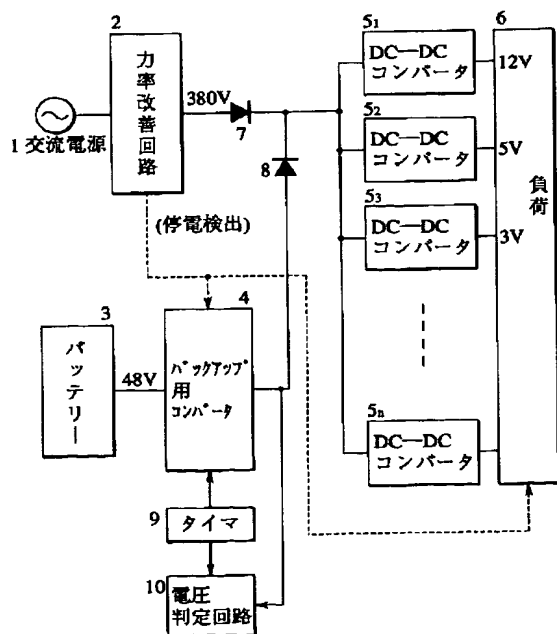 2
力率改善回路
1 交流電源
380V
7
8
(停電検出)
3
バッテリー
48V
4
バックアップ
用
コンバータ
9
タイマ
10
電圧
判定回路
5₁
DC―DC
コンバータ
12V
5₂
DC―DC
コンバータ
5V
5₃
DC―DC
コンバータ
3V
5n
DC―DC
コンバータ
6
負荷